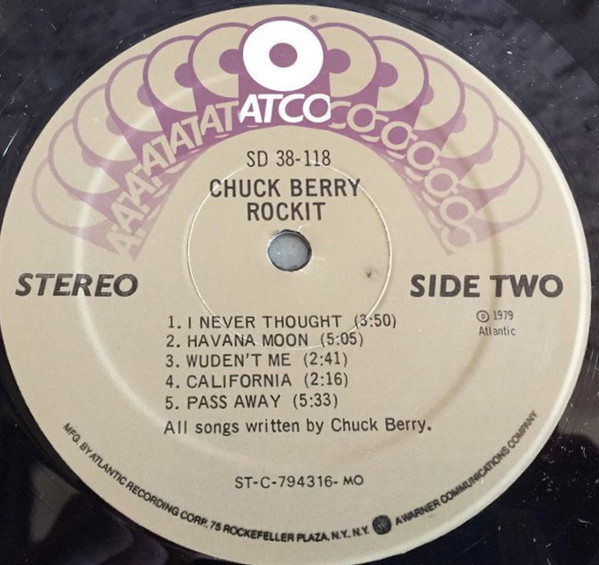 ATCO
®
SD 38-118
CHUCK BERRY
ROCKIT
STEREO
SIDE TWO
1. I NEVER THOUGHT (3:50)
2. HAVANA MOON (5:05)
3. WUDEN'T ME (2:41)
4. CALIFORNIA (2:16)
5. PASS AWAY (5:33)
℗ 1979
Atlantic
All songs written by Chuck Berry.
ST-C-794316- MO
MFG. BY ATLANTIC RECORDING CORP., 75 ROCKEFELLER PLAZA, N.Y., N.Y. A WARNER COMMUNICATIONS COMPANY